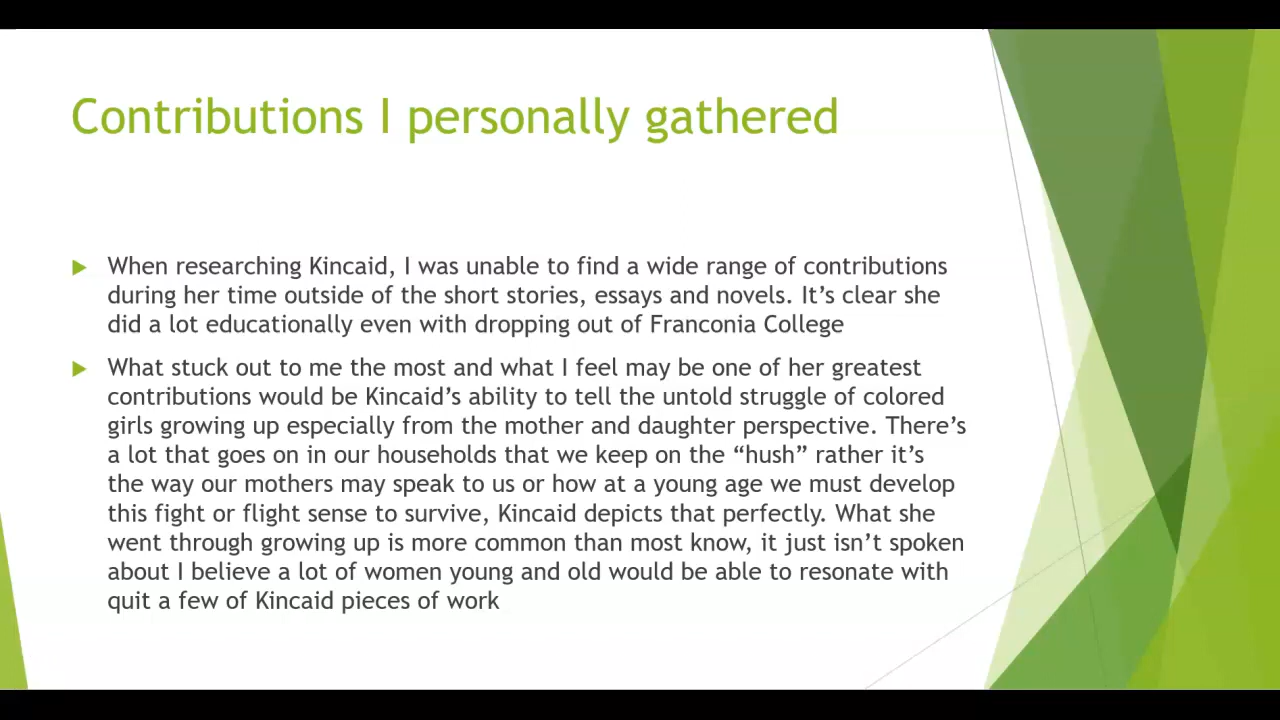 Contributions I personally gathered
When researching Kincaid, I was unable to find a wide range of contributions
during her time outside of the short stories, essays and novels. It’s clear she
did a lot educationally even with dropping out of Franconia College
What stuck out to me the most and what I feel may be one of her greatest
contributions would be Kincaid’s ability to tell the untold struggle of colored
girls growing up especially from the mother and daughter perspective. There’s
a lot that goes on in our households that we keep on the “hush” rather it’s
the way our mothers may speak to us or how at a young age we must develop
this fight or flight sense to survive, Kincaid depicts that perfectly. What she
went through growing up is more common than most know, it just isn’t spoken
about I believe a lot of women young and old would be able to resonate with
quit a few of Kincaid pieces of work